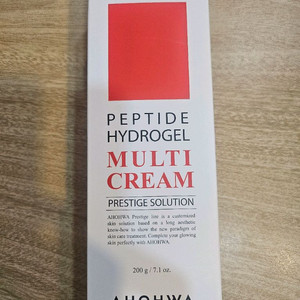 PEPTIDE
HYDROGEL
MULTI
CREAM
PRESTIGE SOLUTION
AHOHWA Prestige line is a customized
skin solution based on a long aesthetic
know-how to show the new paradigm of
skin care treatment. Complete your glowing
skin perfectly with AHOHWA.
200 g / 7.1 oz.
AHOHWA